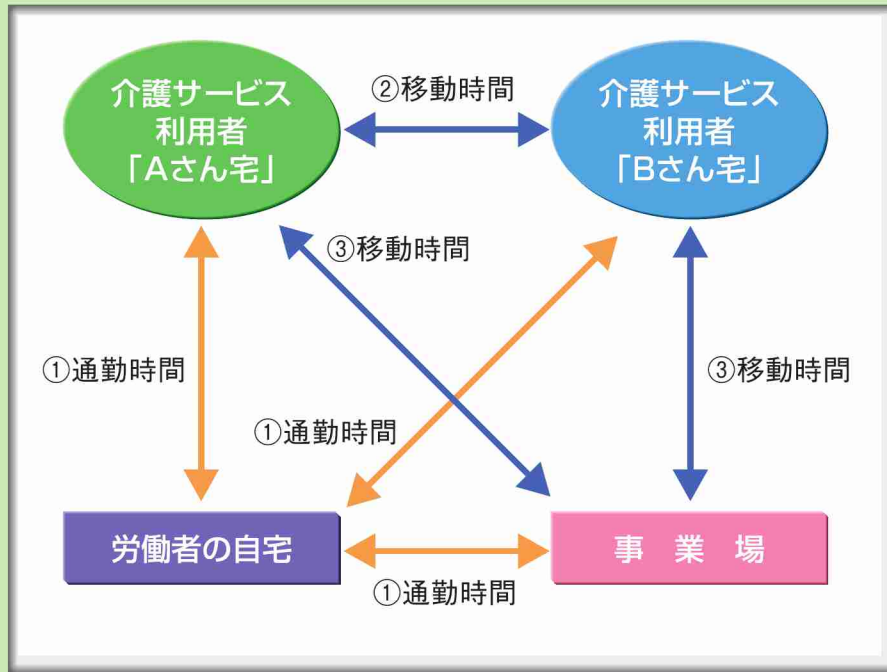 介護サービス
利用者
「Aさん宅」
②移動時間
介護サービス
利用者
「Bさん宅」
③移動時間
①通勤時間
③移動時間
①通勤時間
労働者の自宅
事 業 場
①通勤時間